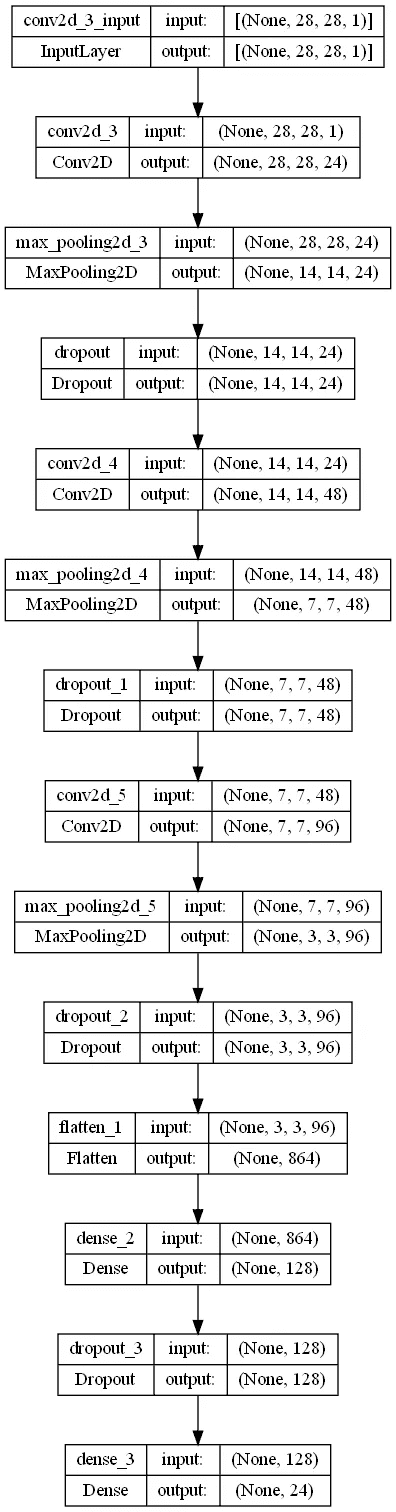 conv2d_3_input input: [(None, 28, 28, 1)]
InputLayer output: [(None, 28, 28, 1)]
conv2d_3 input: (None, 28, 28, 1)
Conv2D output: (None, 28, 28, 24)
max_pooling2d_3 input: (None, 28, 28, 24)
MaxPooling2D output: (None, 14, 14, 24)
dropout input: (None, 14, 14, 24)
Dropout output: (None, 14, 14, 24)
conv2d_4 input: (None, 14, 14, 24)
Conv2D output: (None, 14, 14, 48)
max_pooling2d_4 input: (None, 14, 14, 48)
MaxPooling2D output: (None, 7, 7, 48)
dropout_1 input: (None, 7, 7, 48)
Dropout output: (None, 7, 7, 48)
conv2d_5 input: (None, 7, 7, 48)
Conv2D output: (None, 7, 7, 96)
max_pooling2d_5 input: (None, 7, 7, 96)
MaxPooling2D output: (None, 3, 3, 96)
dropout_2 input: (None, 3, 3, 96)
Dropout output: (None, 3, 3, 96)
flatten_1 input: (None, 3, 3, 96)
Flatten output: (None, 864)
dense_2 input: (None, 864)
Dense output: (None, 128)
dropout_3 input: (None, 128)
Dropout output: (None, 128)
dense_3 input: (None, 128)
Dense output: (None, 24)